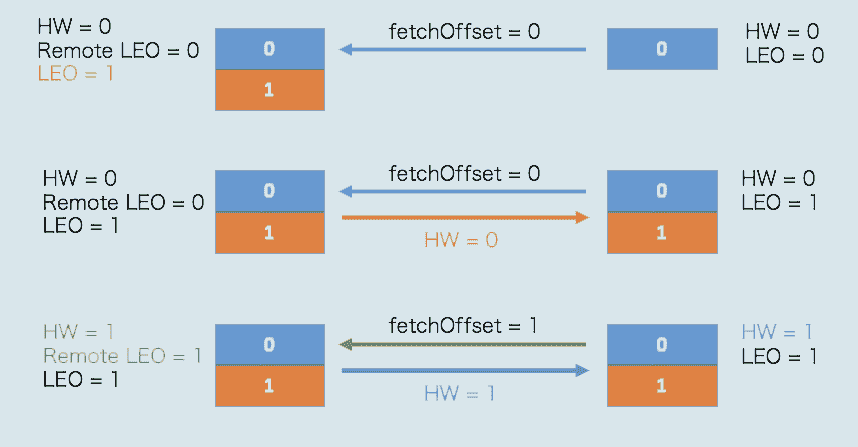 HW = 0
Remote LEO = 0
LEO = 1
0
1
fetchOffset = 0
0
HW = 0
LEO = 0
HW = 0
Remote LEO = 0
LEO = 1
0
1
fetchOffset = 0
HW = 0
0
1
HW = 0
LEO = 1
HW = 1
Remote LEO = 1
LEO = 1
0
1
fetchOffset = 1
HW = 1
0
1
HW = 1
LEO = 1